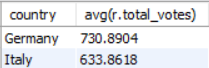 country avg(r.total_votes)
Germany 730.8904
Italy 633.8618